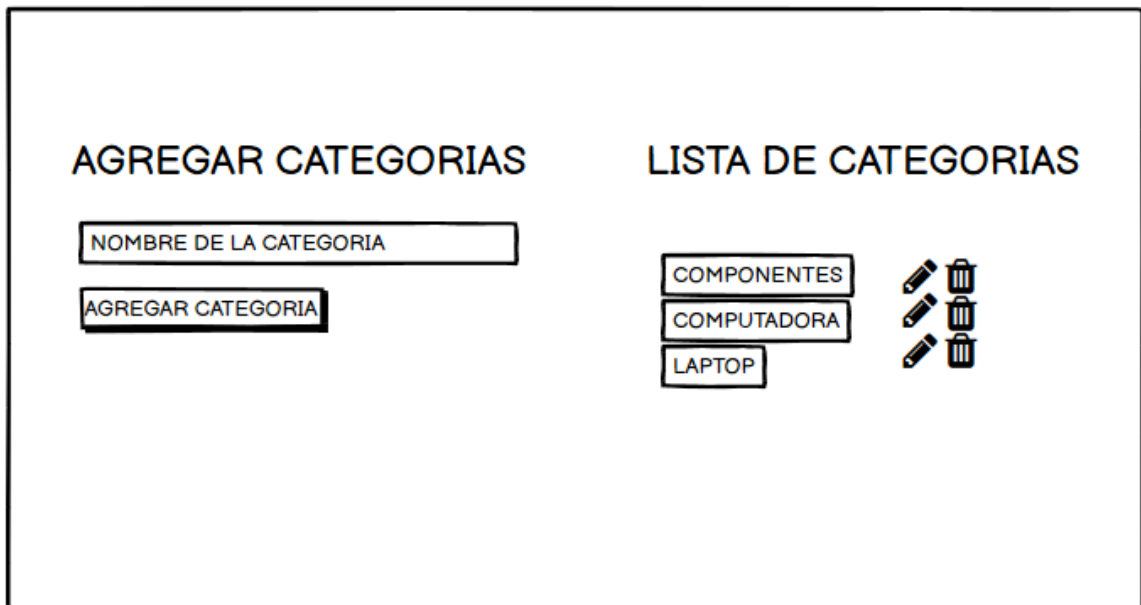 AGREGAR CATEGORIAS
NOMBRE DE LA CATEGORIA
AGREGAR CATEGORIA
LISTA DE CATEGORIAS
COMPONENTES
COMPUTADORA
LAPTOP